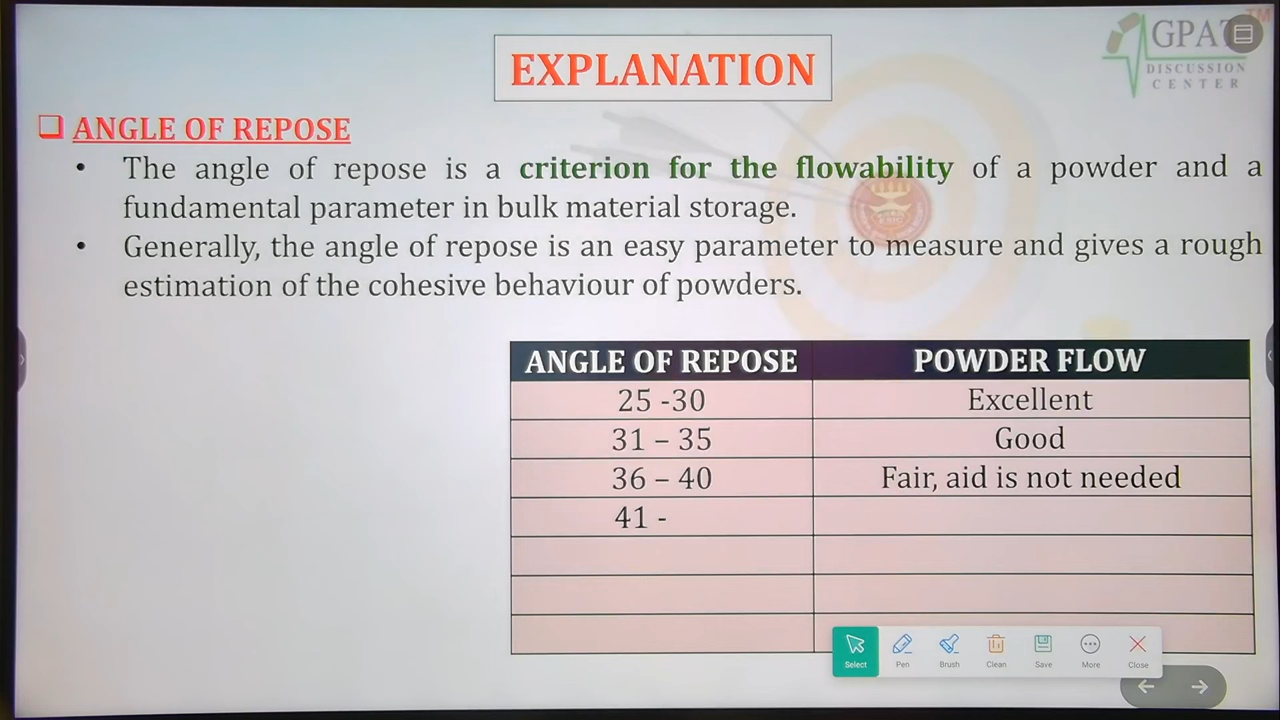 EXPLANATION
GPAT
DISCUSSION
CENTER
TM
ANGLE OF REPOSE
• The angle of repose is a criterion for the flowability of a powder and a
fundamental parameter in bulk material storage.
• Generally, the angle of repose is an easy parameter to measure and gives a rough
estimation of the cohesive behaviour of powders.
ANGLE OF REPOSE POWDER FLOW
25 -30 Excellent
31 – 35 Good
36 – 40 Fair, aid is not needed
41 -
Select Pen Brush Clean Save More Close